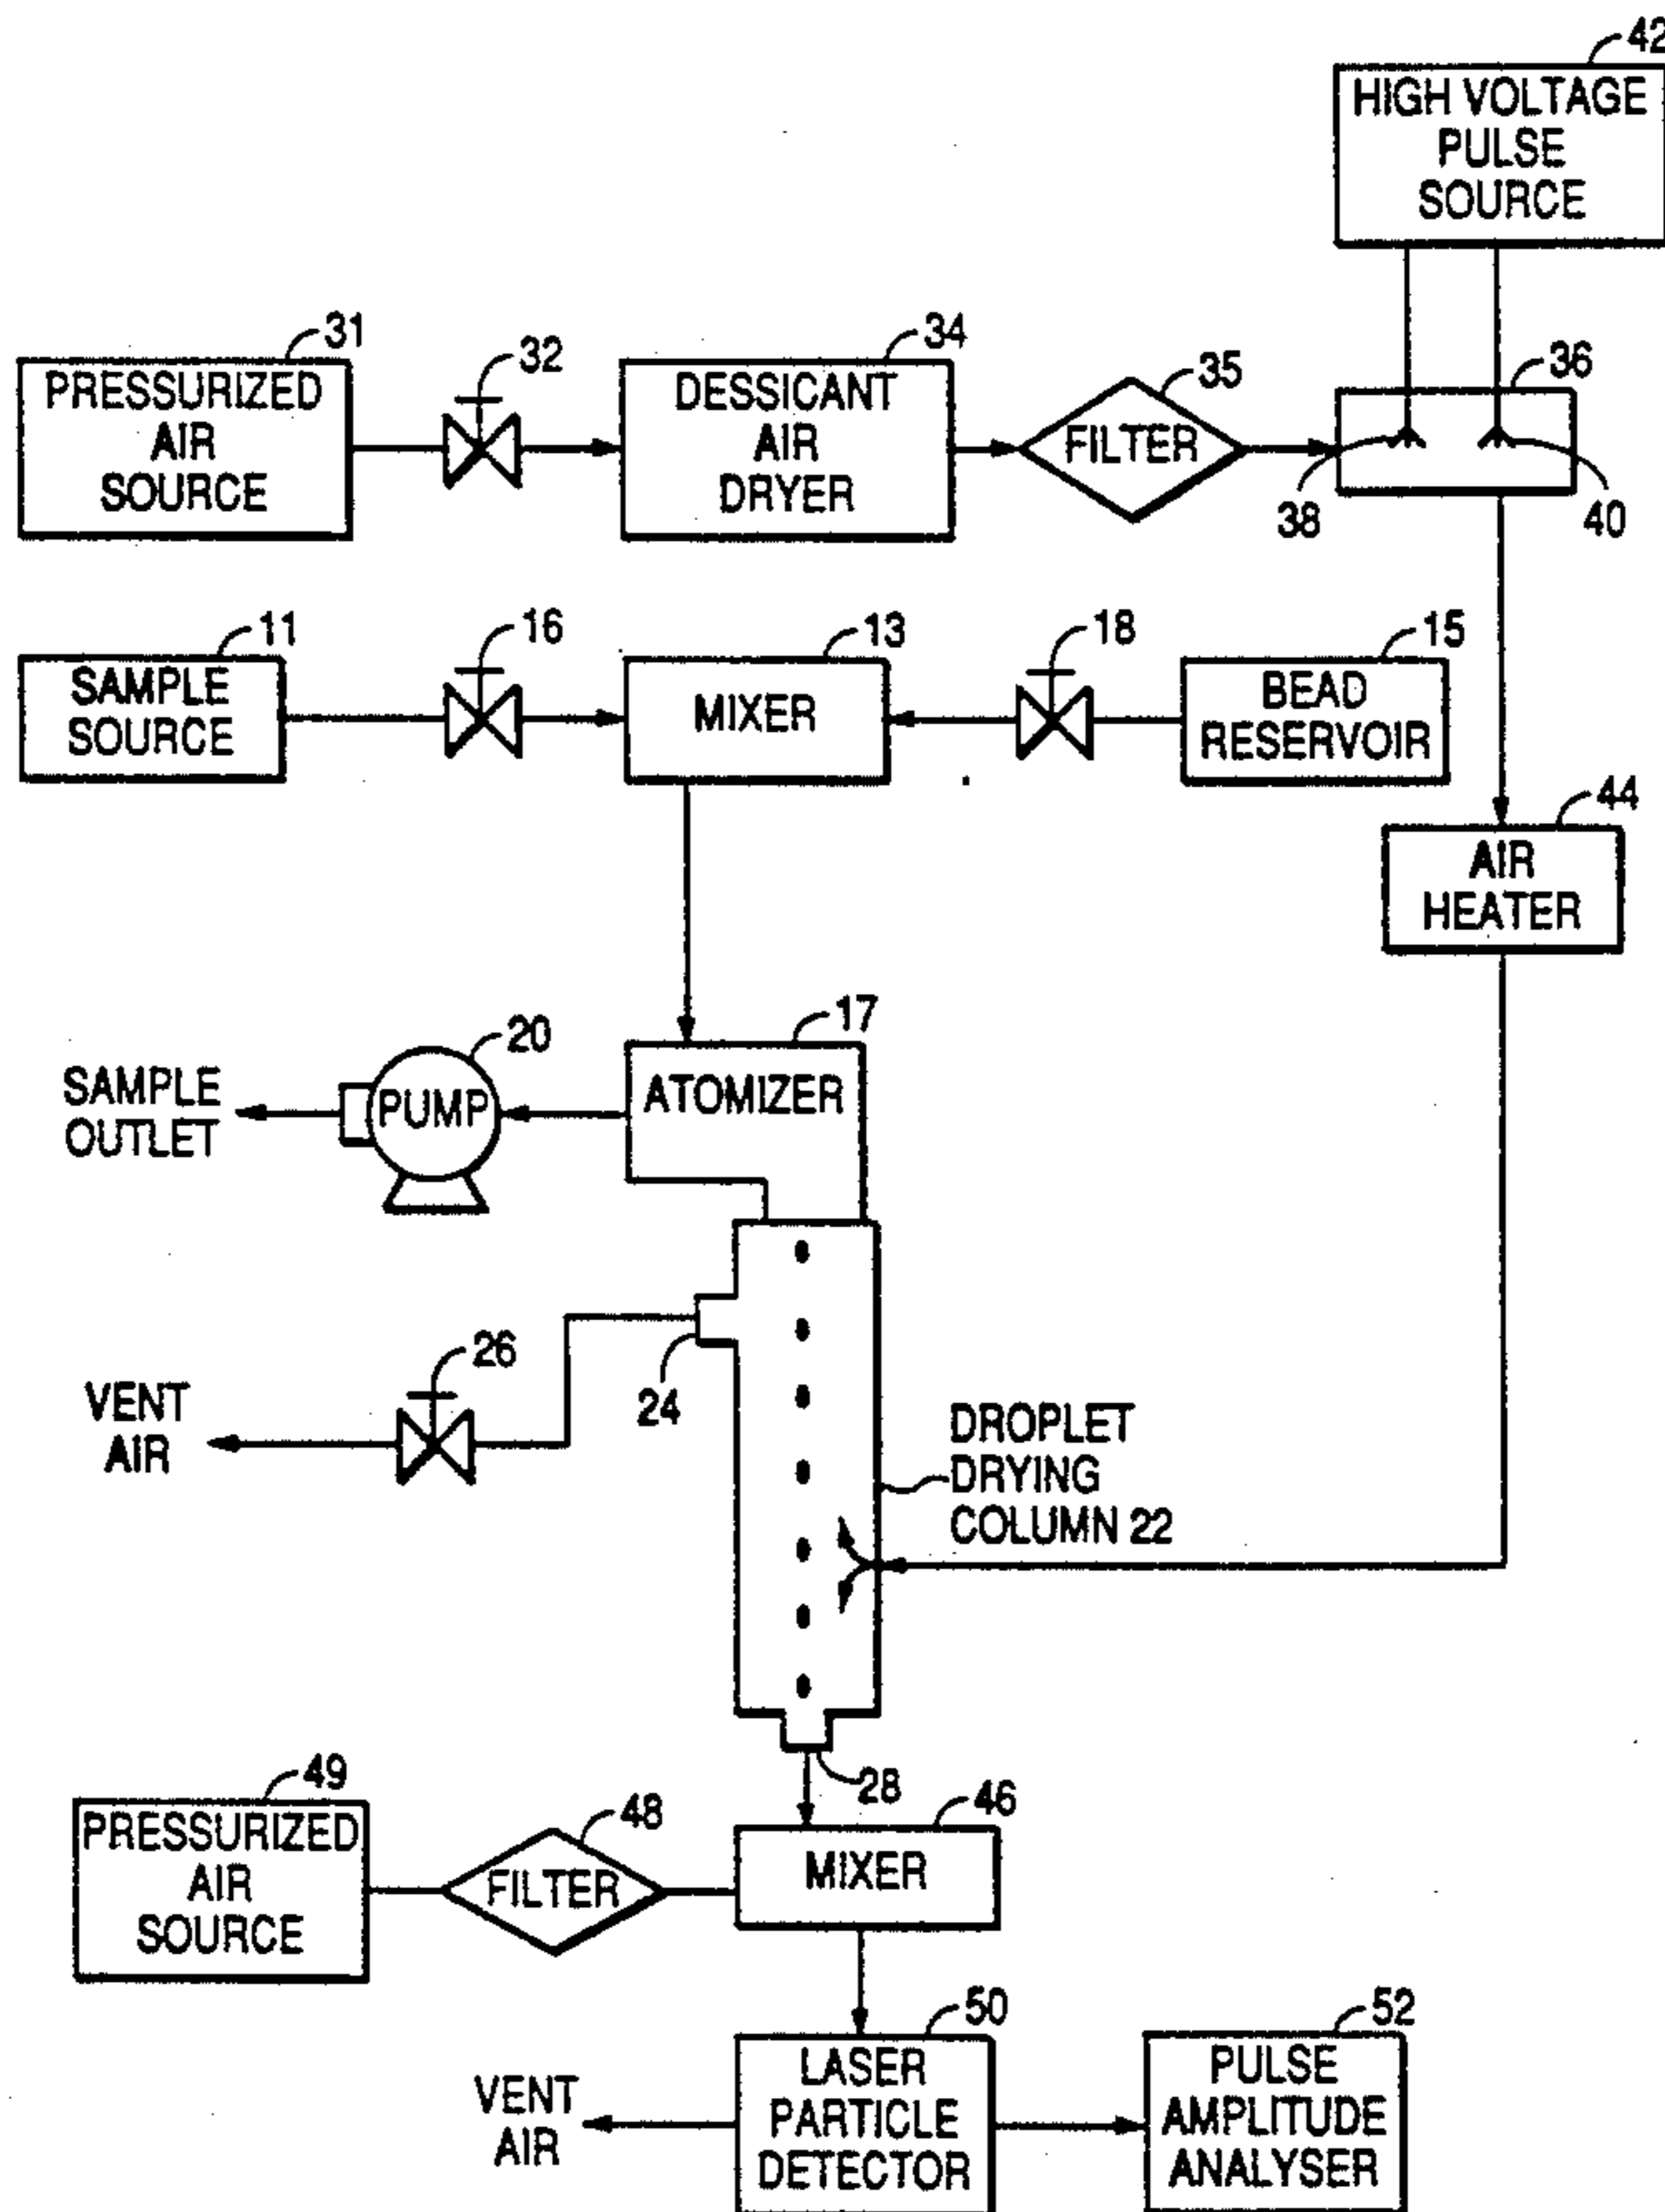 42
HIGH VOLTAGE
PULSE
SOURCE
31
PRESSURIZED
AIR
SOURCE
32
34
DESSICANT
AIR
DRYER
35
FILTER
36
38
40
11
SAMPLE
SOURCE
16
13
MIXER
18
15
BEAD
RESERVOIR
44
AIR
HEATER
17
ATOMIZER
20
PUMP
SAMPLE
OUTLET
24
26
VENT
AIR
DROPLET
DRYING
COLUMN 22
28
49
PRESSURIZED
AIR
SOURCE
48
FILTER
46
MIXER
50
LASER
PARTICLE
DETECTOR
VENT
AIR
52
PULSE
AMPLITUDE
ANALYSER